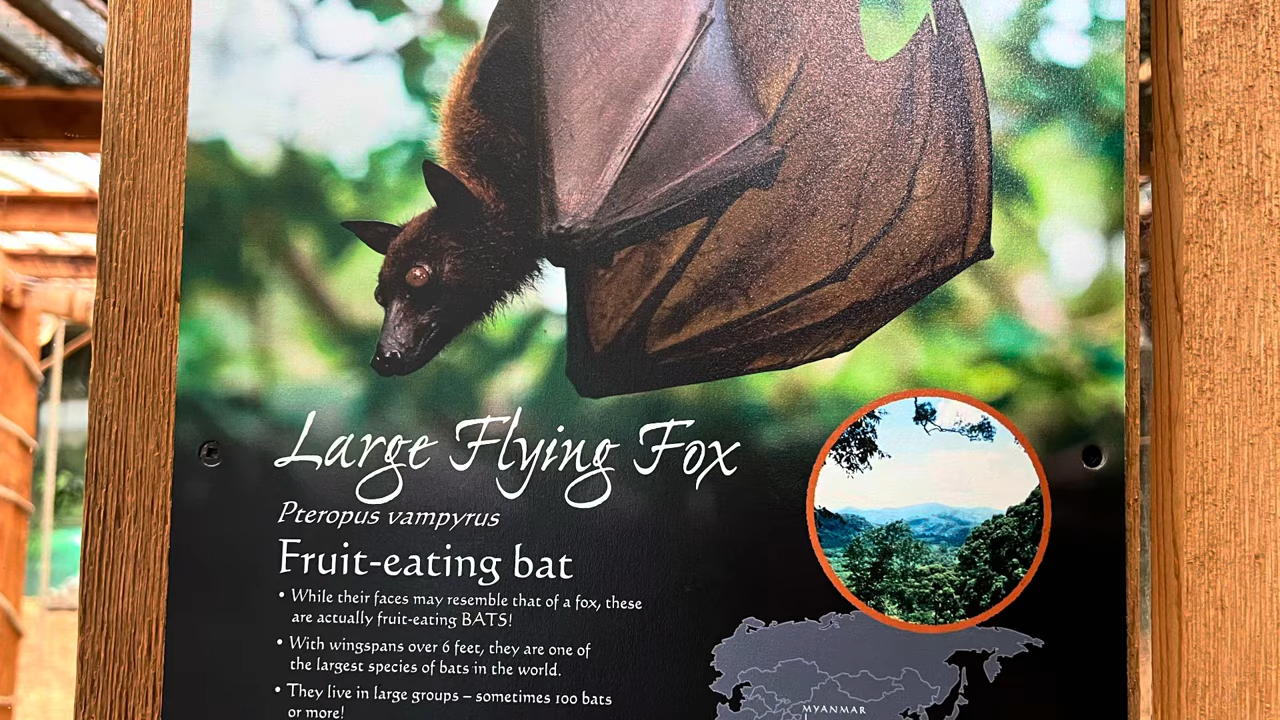 Large Flying Fox
Pteropus vampyrus
Fruit-eating bat
• While their faces may resemble that of a fox, these
are actually fruit-eating BATS!
• With wingspans over 6 feet, they are one of
the largest species of bats in the world.
• They live in large groups – sometimes 100 bats
or more!
MYANMAR